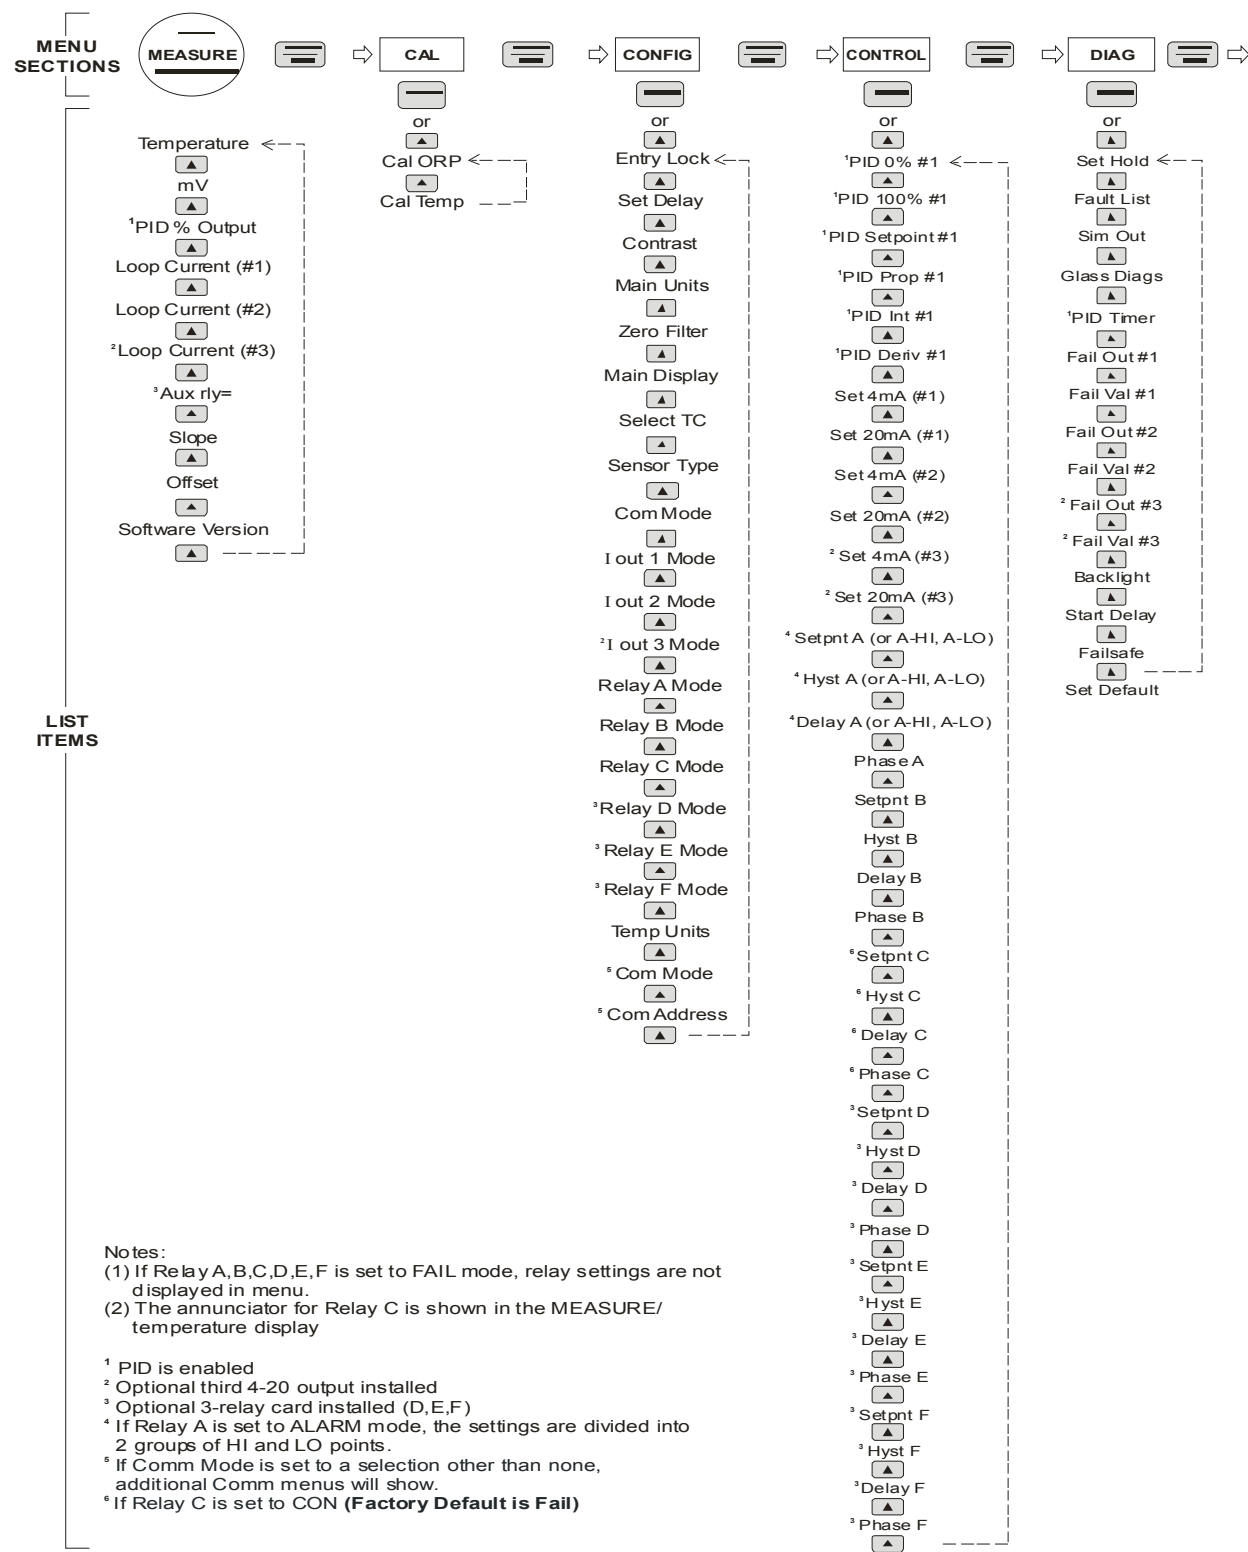 MENU
SECTIONS
MEASURE
CAL
CONFIG
CONTROL
DIAG
LIST
ITEMS
Temperature
mV
¹PID % Output
Loop Current (#1)
Loop Current (#2)
²Loop Current (#3)
³Aux rly=
Slope
Offset
Software Version
or
Cal ORP
Cal Temp
or
Entry Lock
Set Delay
Contrast
Main Units
Zero Filter
Main Display
Select TC
Sensor Type
Com Mode
I out 1 Mode
I out 2 Mode
²I out 3 Mode
Relay A Mode
Relay B Mode
Relay C Mode
³Relay D Mode
³Relay E Mode
³Relay F Mode
Temp Units
⁵Com Mode
⁵Com Address
or
¹PID 0% #1
¹PID 100% #1
¹PID Setpoint #1
¹PID Prop #1
¹PID Int #1
¹PID Deriv #1
Set 4mA (#1)
Set 20mA (#1)
Set 4mA (#2)
Set 20mA (#2)
² Set 4mA (#3)
² Set 20mA (#3)
⁴ Setpnt A (or A-HI, A-LO)
⁴ Hyst A (or A-HI, A-LO)
⁴Delay A (or A-HI, A-LO)
Phase A
Setpnt B
Hyst B
Delay B
Phase B
⁶Setpnt C
⁶ Hyst C
⁶ Delay C
⁶ Phase C
³Setpnt D
³Hyst D
³ Delay D
³ Phase D
³ Setpnt E
³Hyst E
³ Delay E
³ Phase E
³ Setpnt F
³ Hyst F
³Delay F
³ Phase F
or
Set Hold
Fault List
Sim Out
Glass Diags
¹PID Timer
Fail Out #1
Fail Val #1
Fail Out #2
Fail Val #2
² Fail Out #3
² Fail Val #3
Backlight
Start Delay
Failsafe
Set Default
Notes:
(1) If Relay A,B,C,D,E,F is set to FAIL mode, relay settings are not
displayed in menu.
(2) The annunciator for Relay C is shown in the MEASURE/
temperature display
¹ PID is enabled
² Optional third 4-20 output installed
³ Optional 3-relay card installed (D,E,F)
⁴ If Relay A is set to ALARM mode, the settings are divided into
2 groups of HI and LO points.
⁵ If Comm Mode is set to a selection other than none,
additional Comm menus will show.
⁶ If Relay C is set to CON (Factory Default is Fail)